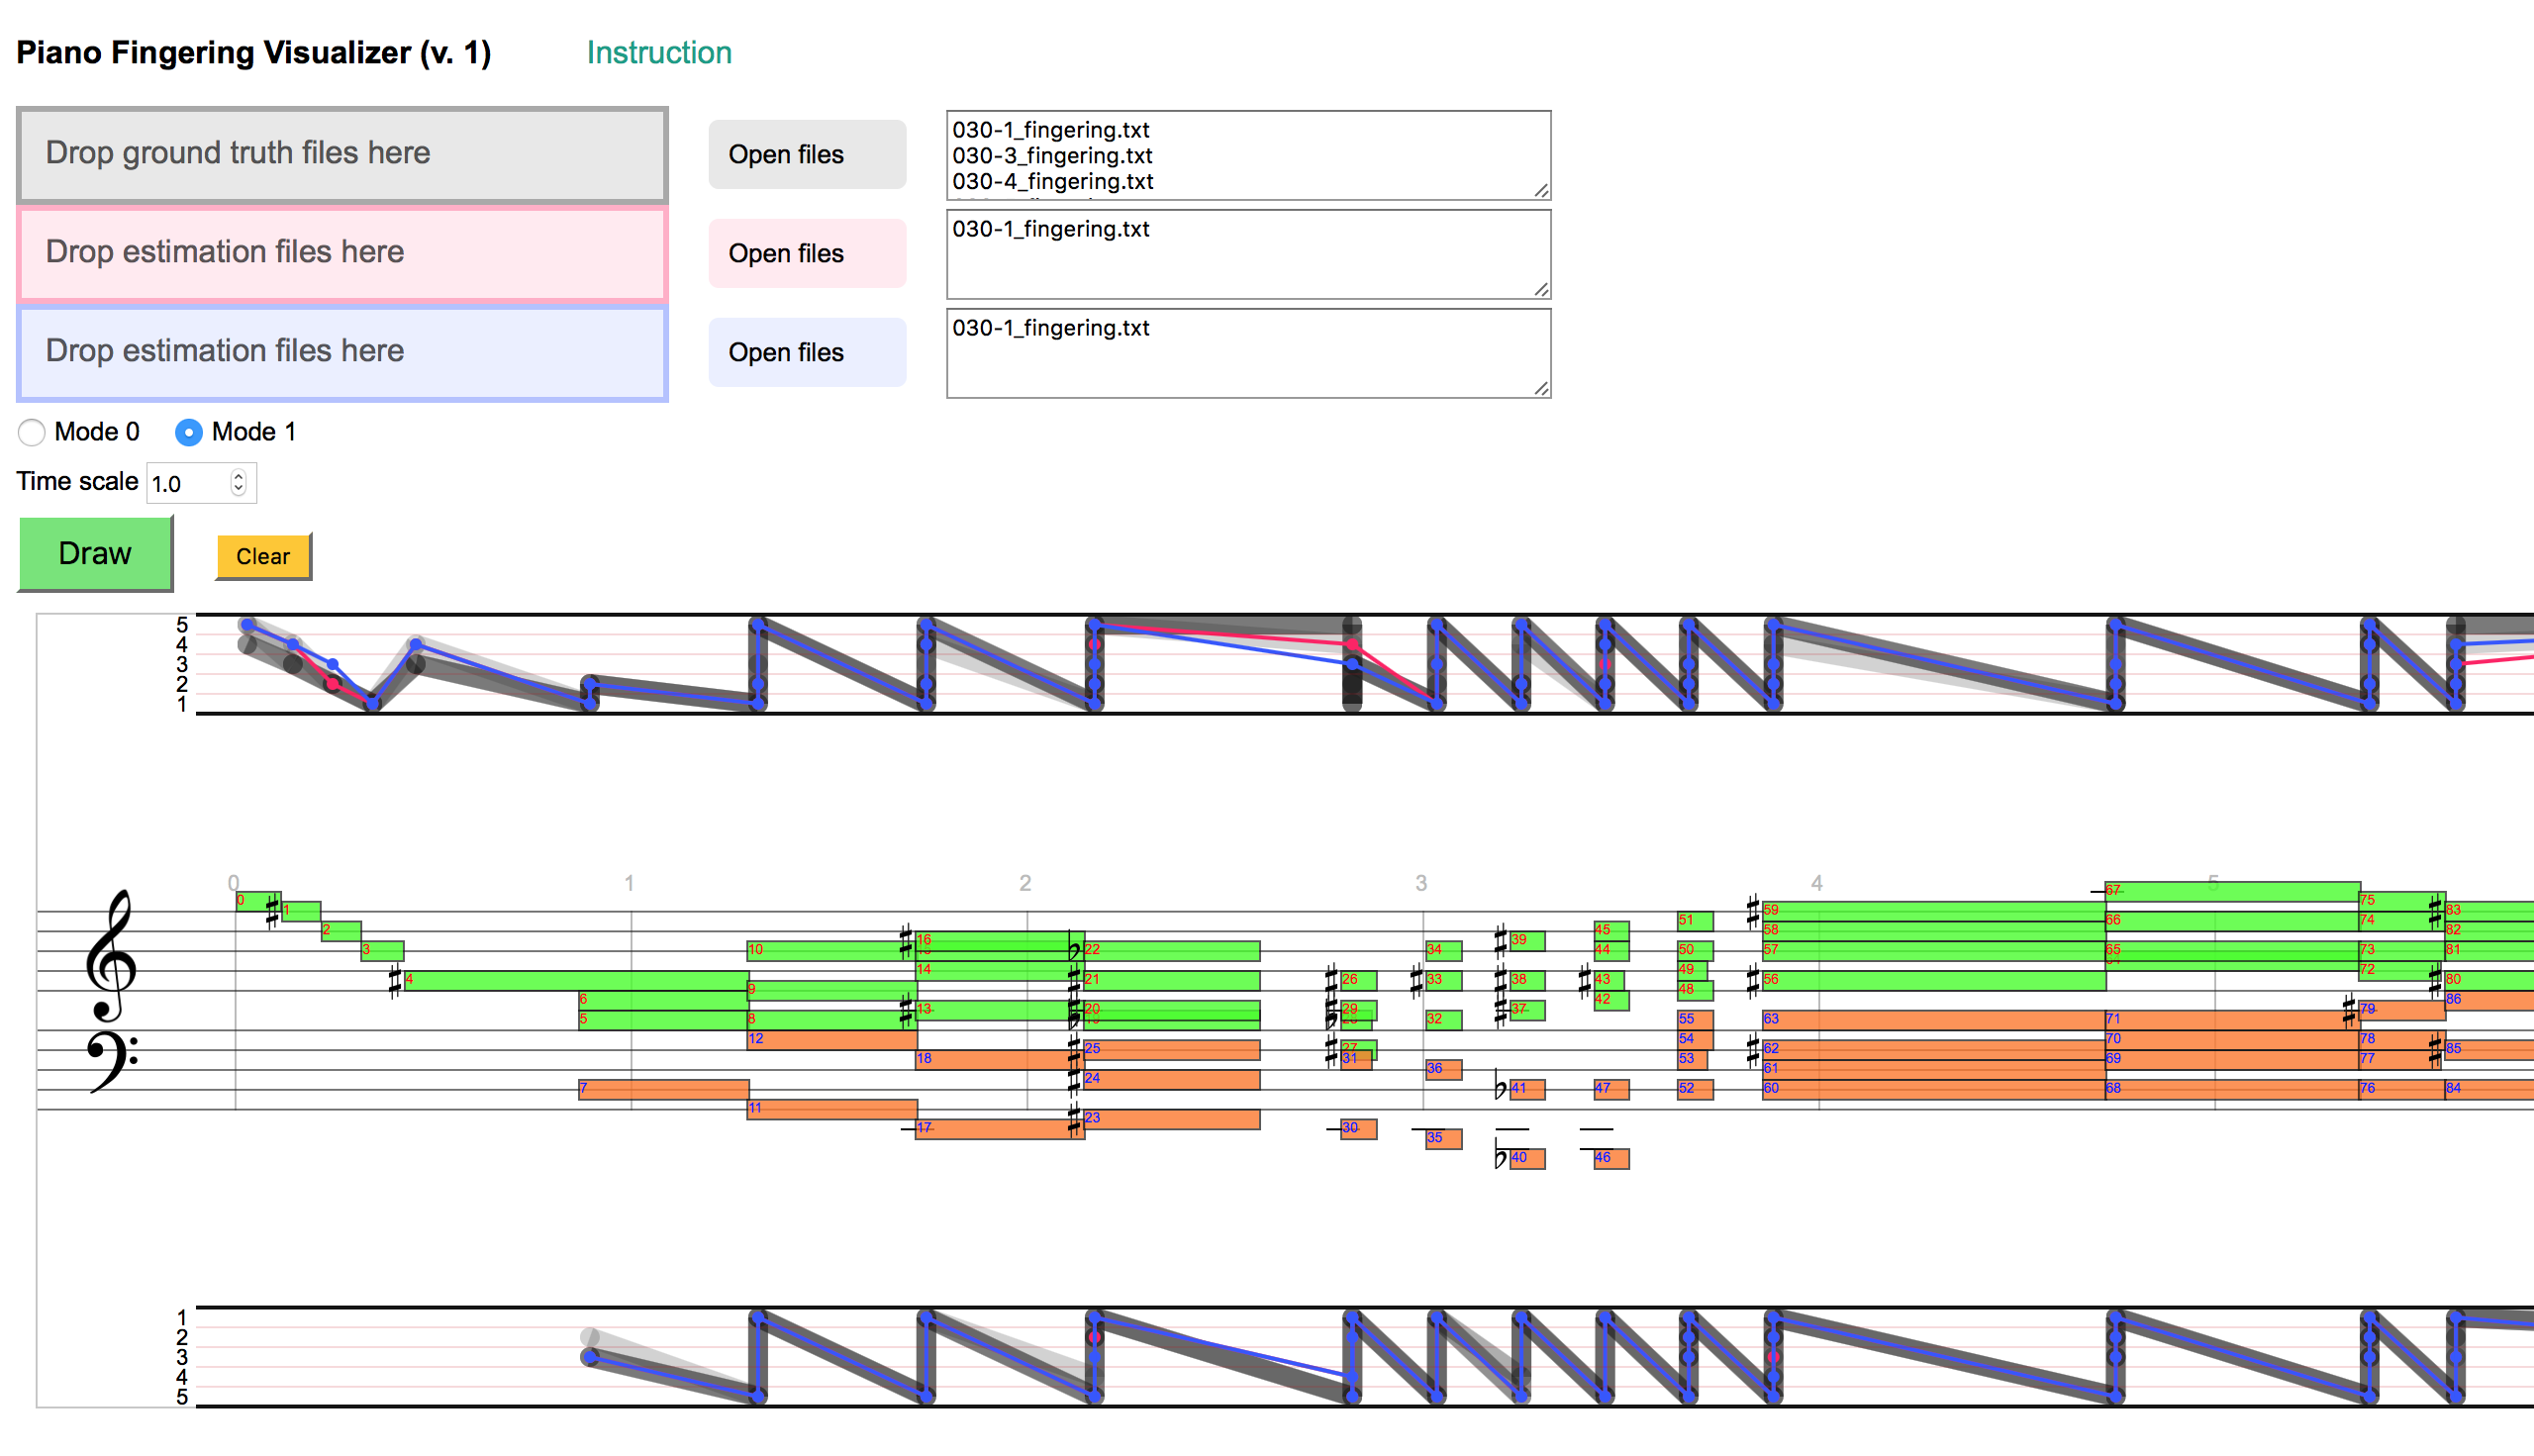 Piano Fingering Visualizer (v. 1) Instruction
Drop ground truth files here Open files
030-1_fingering.txt
030-3_fingering.txt
030-4_fingering.txt
Drop estimation files here Open files 030-1_fingering.txt
Drop estimation files here Open files 030-1_fingering.txt
Mode 0 Mode 1
Time scale 1.0
Draw Clear
5
4
3
2
1
0 1 2 3 4 5
0 1 2 3 4 6 5 7
10 9 8 12 11
16 14 13 18 17
22 21 20 25 24 23
26 29 27 31 30
34 33 32 36 35
39 38 37 41 40
45 44 43 42 47 46
51 50 49 48 55 54 53 52
59 58 57 56 63 62 61 60
67 66 65 71 70 69 68
75 74 73 72 79 78 77 76
83 82 81 80 86 85 84
1
2
3
4
5